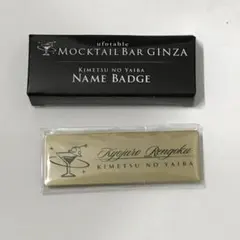 ufotable
MOCKTAIL BAR GINZA
KIMETSU NO YAIBA
NAME BADGE
Kyojuro Rengoku
KIMETSU NO YAIBA